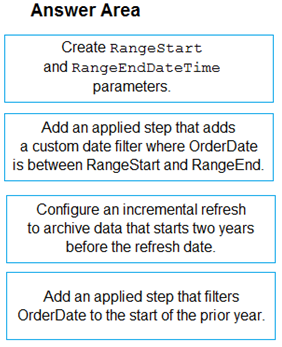 Answer Area
Create RangeStart
and RangeEndDateTime
parameters.
Add an applied step that adds
a custom date filter where OrderDate
is between RangeStart and RangeEnd.
Configure an incremental refresh
to archive data that starts two years
before the refresh date.
Add an applied step that filters
OrderDate to the start of the prior year.